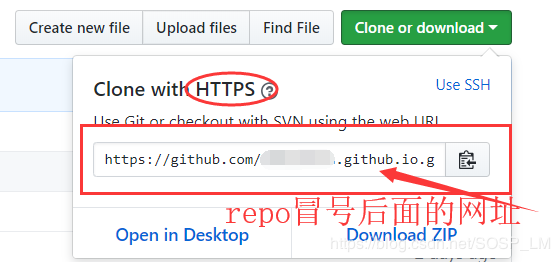 Create new file Upload files Find File Clone or download
Clone with HTTPS ?
Use SSH
Use Git or checkout with SVN using the web URL
https://github.com/ .github.io.g
repo冒号后面的网址
Open in Desktop Download ZIP
https://blog.csdn.net/SOSP_LM
2 days ago